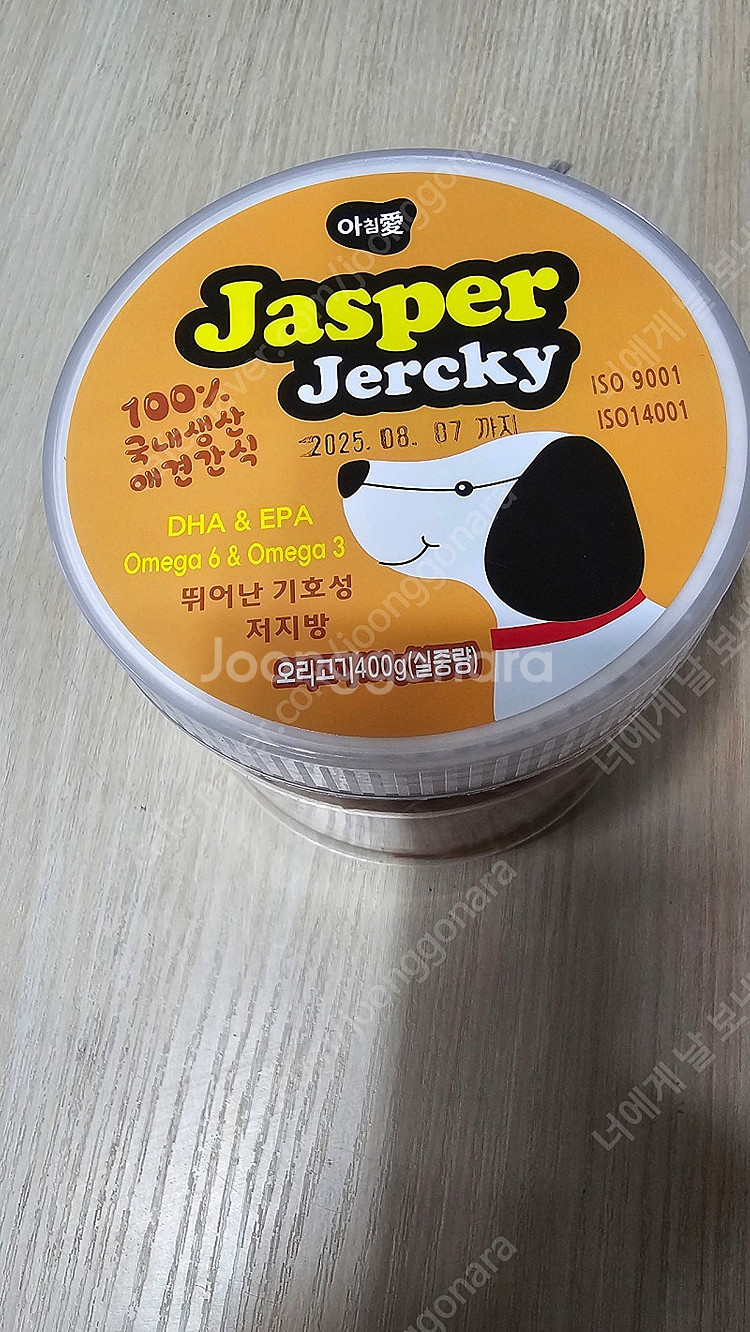 아침愛
Jasper
Jercky
ISO 9001
ISO14001
100%
국내생산
애견간식
2025. 08. 07 까지
DHA & EPA
Omega 6 & Omega 3
뛰어난 기호성
저지방
오리고기400g(실중량)
Joonggonara